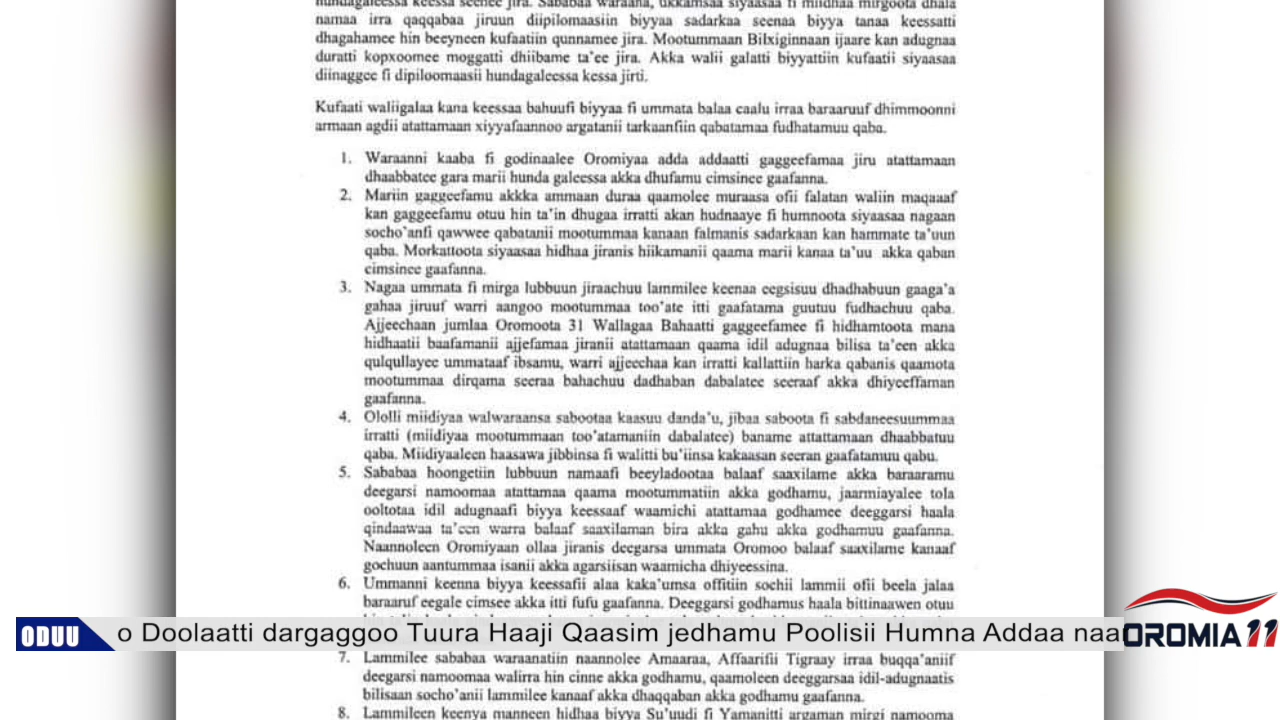 hundagaleessa keessa seenee jira. Sababaa waraana, ukkamsaa siyaasaa fi miidhaa mirgoota dhala
namaa irra qaqqabaa jiruun diipilomaasiin biyyaa sadarkaa seenaa biyya tanaa keessatti
dhagahamee hin beeyneen kufaatiin qunnamee jira. Mootummaan Bilxiginnaan ijaare kan adugnaa
duratti kopxoomee moggatti dhiibame ta'ee jira. Akka walii galatti biyyattiin kufaatii siyaasaa
diinaggee fi dipiloomaasii hundagaleessa kessa jirti.
Kufaati waliigalaa kana keessaa bahuufi biyyaa fi ummata balaa caalu irraa baraaruuf dhimmoonni
armaan agdii atattamaan xiyyafaannoo argatanii tarkaanfiin qabatamaa fudhatamuu qaba.
1. Waraanni kaaba fi godinaalee Oromiyaa adda addaatti gaggeefamaa jiru atattamaan
dhaabbatee gara marii hunda galeessa akka dhufamu cimsinee gaafanna.
2. Mariin gaggeefamu akkka ammaan duraa qaamolee muraasa ofii falatan waliin maqaaaf
kan gaggeefamu otuu hin ta'in dhugaa irratti akan hudnaaye fi humnoota siyaasaa nagaan
socho'anfi qawwee qabatanii mootummaa kanaan falmanis sadarkaan kan hammate ta'uun
qaba. Morkattoota siyaasaa hidhaa jiranis hiikamanii qaama marii kanaa ta'uu akka qaban
cimsinee gaafanna.
3. Nagaa ummata fi mirga lubbuun jiraachuu lammilee keenaa eegsisuu dhadhabuun gaaga'a
gahaa jiruuf warri aangoo mootummaa too'ate itti gaafatama guutuu fudhachuu qaba.
Ajjeechaan jumlaa Oromoota 31 Wallagaa Bahaatti gaggeefamee fi hidhamtoota mana
hidhaatii baafamanii ajjefamaa jiranii atattamaan qaama idil adugnaa bilisa ta'een akka
qulqullayee ummataaf ibsamu, warri ajjeechaa kan irratti kallattiin harka qabanis qaamota
mootummaa dirqama seeraa bahachuu dadhaban dabalatee seeraaf akka dhiyeeffaman
gaafanna.
4. Ololli miidiyaa walwaraansa sabootaa kaasuu danda'u, jibaa saboota fi sabdaneesuummaa
irratti (miidiyaa mootummaan too'atamaniin dabalatee) baname attattamaan dhaabbatuu
qaba. Miidiyaaleen haasawa jibbinsa fi walitti bu'iinsa kakaasan seeran gaafatamuu qabu.
5. Sababaa hoongetiin lubbuun namaafi beeyladootaa balaaf saaxilame akka baraaramu
deegarsi namoomaa atattamaa qaama mootummatiin akka godhamu, jaarmiayalee tola
ooltotaa idil adugnaafi biyya keessaaf waamichi atattamaa godhamee deeggarsi haala
qindaawaa ta'een warra balaaf saaxilaman bira akka gahu akka godhamuu gaafanna.
Naannoleen Oromiyaan ollaa jiranis deegarsa ummata Oromoo balaaf saaxilame kanaaf
gochuun aantummaa isanii akka agarsiisan waamicha dhiyeessina.
6. Ummanni keenna biyya keessafii alaa kaka'umsa offitiin sochii lammii ofii beela jalaa
baraaruf eegale cimsee akka itti fufu gaafanna. Deeggarsi godhamus haala bittinaawen otuu
ODUU o Doolaatti dargaggoo Tuura Haaji Qaasim jedhamu Poolisii Humna Addaa naa
OROMIA 11
7. Lammilee sababaa waraanatiin naannolee Amaaraa, Affaarifii Tigraay irraa buqqa'aniif
deegarsi namoomaa walirra hin cinne akka godhamu, qaamoleen deeggarsaa idil-adugnaatis
bilisaan socho'anii lammilee kanaaf akka dhaqqaban akka godhamu gaafanna.
8. Lammileen keenya manneen hidhaa biyya Su'uudi fi Yamanitti argaman mirgi namooma